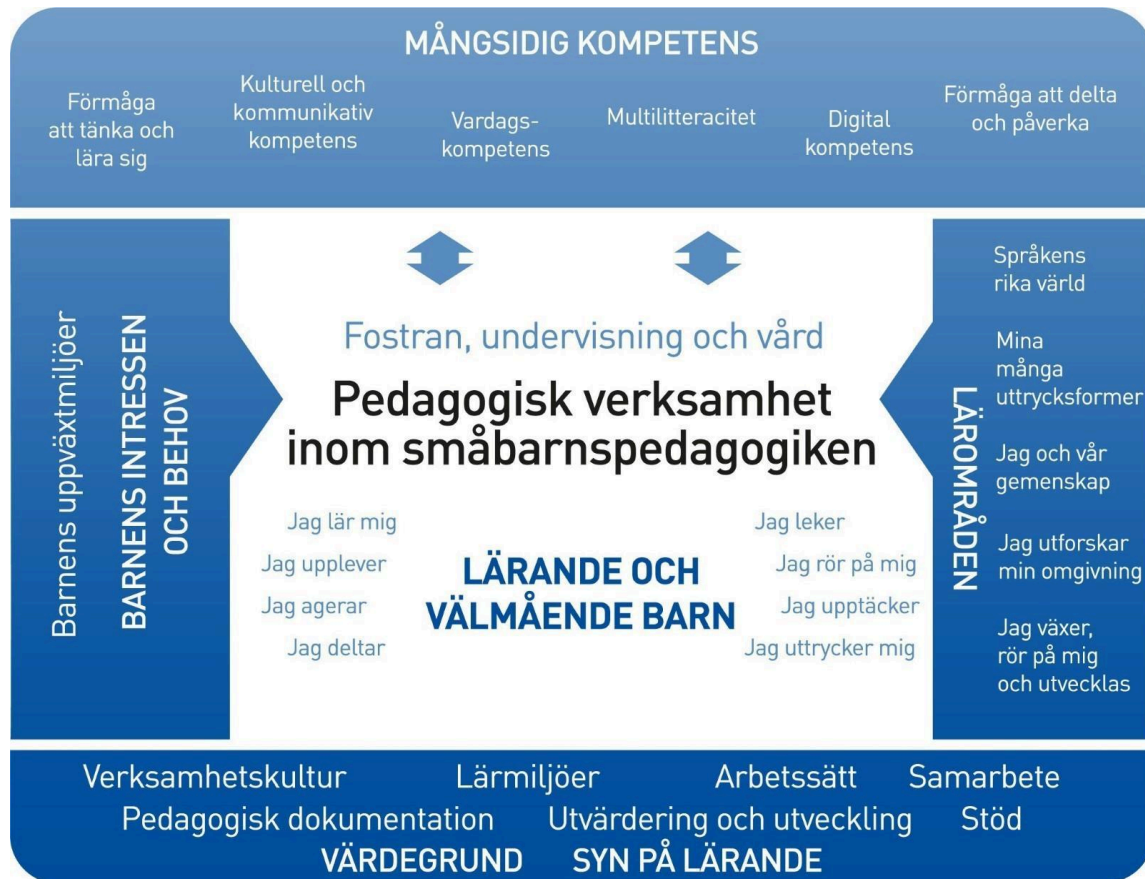 MÅNGSIDIG KOMPETENS
Förmåga
att tänka och
lära sig
Kulturell och
kommunikativ
kompetens
Vardags-
kompetens
Multilitteracitet
Digital
kompetens
Förmåga att delta
och påverka
Barnens uppväxtmiljöer
BARNENS INTRESSEN
OCH BEHOV
Fostran, undervisning och vård
Pedagogisk verksamhet
inom småbarnspedagogiken
Jag lär mig
Jag upplever
Jag agerar
Jag deltar
LÄRANDE OCH
VÄLMÅENDE BARN
Jag leker
Jag rör på mig
Jag upptäcker
Jag uttrycker mig
LÄROMRÅDEN
Språkens
rika värld
Mina
många
uttrycksformer
Jag och vår
gemenskap
Jag utforskar
min omgivning
Jag växer,
rör på mig
och utvecklas
Verksamhetskultur Lärmiljöer Arbetssätt Samarbete
Pedagogisk dokumentation Utvärdering och utveckling Stöd
VÄRDEGRUND SYN PÅ LÄRANDE